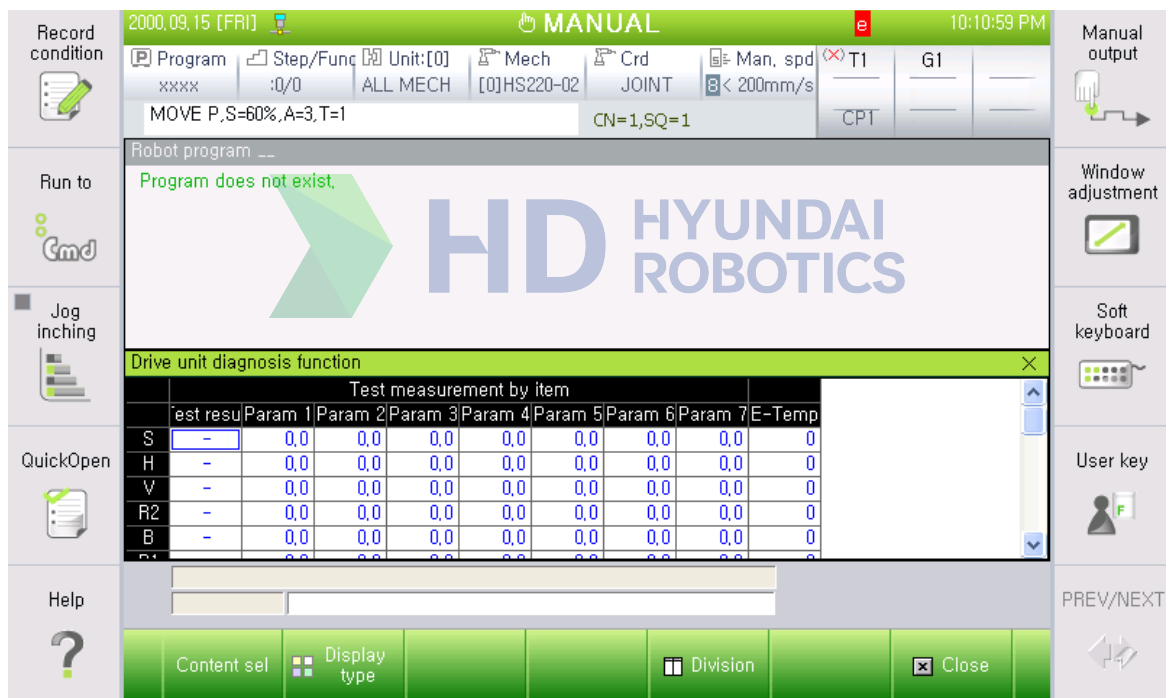 Record condition
2000,09,15 [FRI]
MANUAL
e
10:10:59 PM
Manual output
P Program
Step/Func
Unit:[0]
Mech
Crd
Man, spd
(×) T1
G1
xxxx
:0/0
ALL MECH
[0]HS220-02
JOINT
8< 200mm/s
MOVE P,S=60%,A=3,T=1
CN=1,SQ=1
CP1
Robot program __
Program does not exist,
HD HYUNDAI
ROBOTICS
Run to
Cmd
Window
adjustment
Jog
inching
Soft
keyboard
Drive unit diagnosis function
Test measurement by item
Test resu Param 1 Param 2 Param 3 Param 4 Param 5 Param 6 Param 7 E-Temp
S - 0,0 0,0 0,0 0,0 0,0 0,0 0,0 0
H - 0,0 0,0 0,0 0,0 0,0 0,0 0,0 0
V - 0,0 0,0 0,0 0,0 0,0 0,0 0,0 0
R2 - 0,0 0,0 0,0 0,0 0,0 0,0 0,0 0
B - 0,0 0,0 0,0 0,0 0,0 0,0 0,0 0
QuickOpen
User key
F
Help
?
PREV/NEXT
Content sel
Display
type
Division
Close